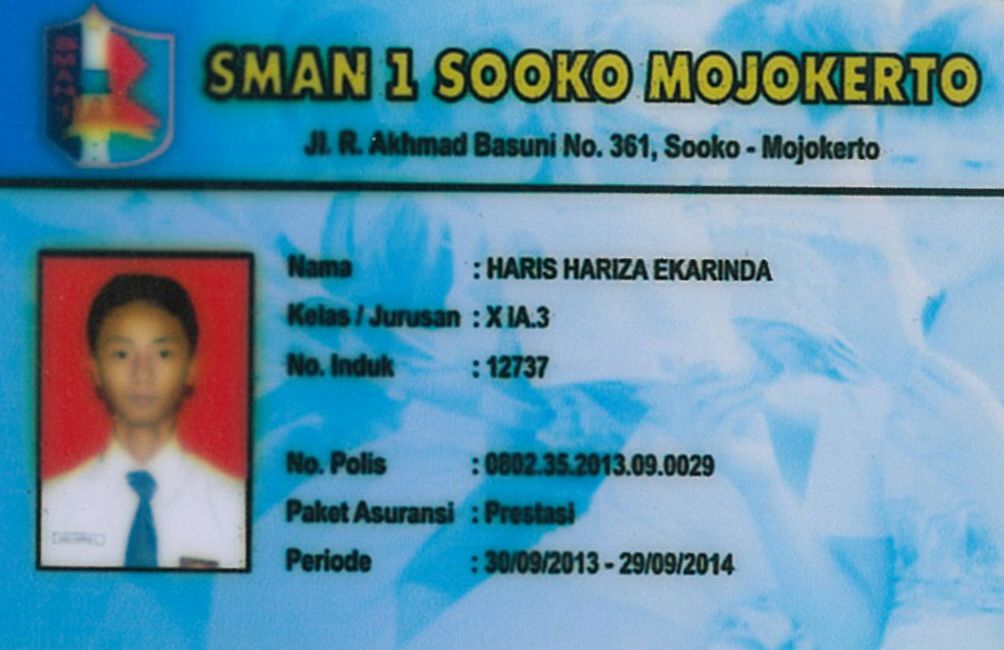 SMAN 1
SMAN 1 SOOKO MOJOKERTO
Jl. R. Akhmad Basuni No. 361, Sooko - Mojokerto
Nama : HARIS HARIZA EKARINDA
Kelas / Jurusan : X IA.3
No. Induk : 12737
No. Polis : 0802.35.2013.09.0029
Paket Asuransi : Prestasi
Periode : 30/09/2013 - 29/09/2014